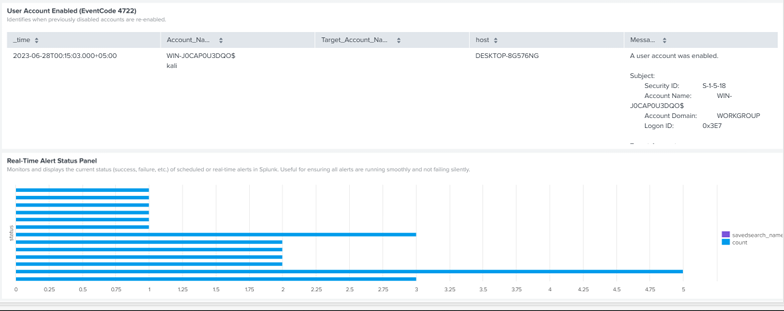 User Account Enabled (EventCode 4722)
Identifies when previously disabled accounts are re-enabled.
_time Account_Na... Target_Account_Na... host Messa...
2023-06-28T00:15:03.000+05:00 WIN-J0CAP0U3DQO$ DESKTOP-8G576NG A user account was enabled.
kali
Subject:
Security ID: S-1-5-18
Account Name: WIN-
J0CAP0U3DQO$
Account Domain: WORKGROUP
Logon ID: 0x3E7
Real-Time Alert Status Panel
Monitors and displays the current status (success, failure, etc.) of scheduled or real-time alerts in Splunk. Useful for ensuring all alerts are running smoothly and not failing silently.
status
savedsearch_name
count
0 0.25 0.5 0.75 1 1.25 1.5 1.75 2 2.25 2.5 2.75 3 3.25 3.5 3.75 4 4.25 4.5 4.75 5